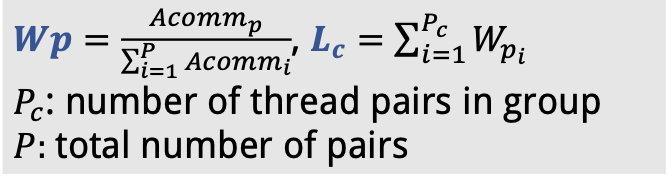 Wp = Acomm_p / ∑_{i=1}^{P} Acomm_i, L_c = ∑_{i=1}^{P_c} W_{p_i}
P_c: number of thread pairs in group
P: total number of pairs